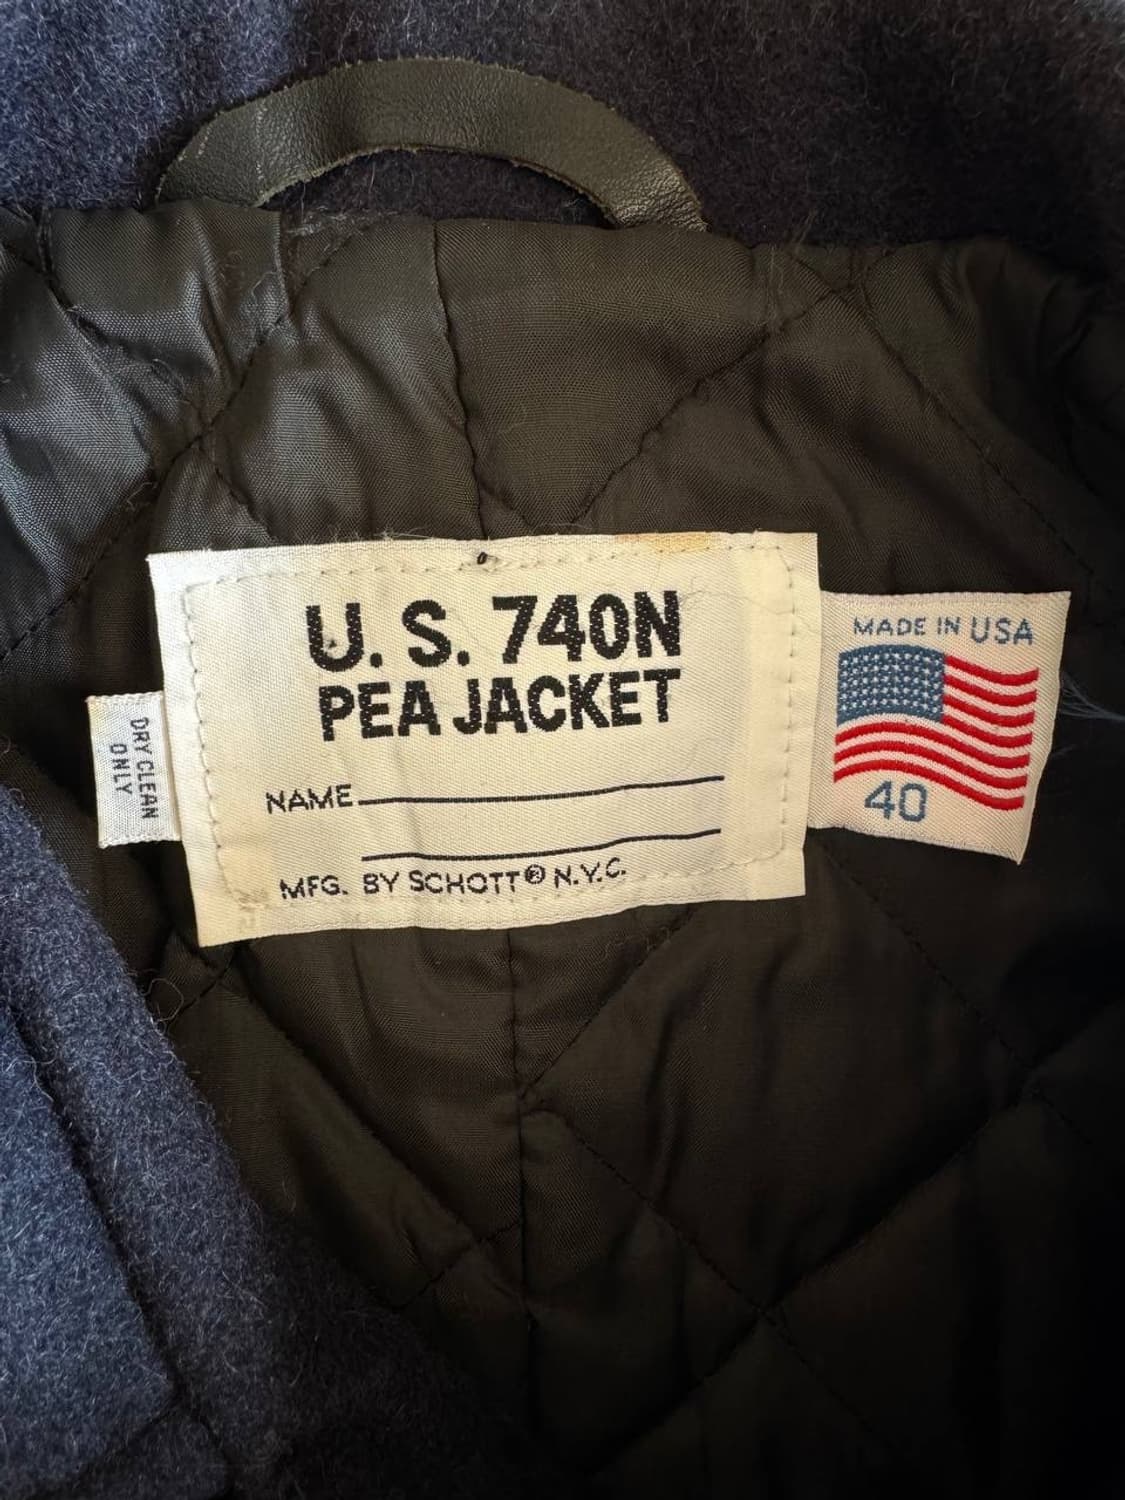 U. S. 740N
PEA JACKET
NAME
MFG. BY SCHOTT® N.Y.C.
DRY CLEAN
ONLY
MADE IN USA
40